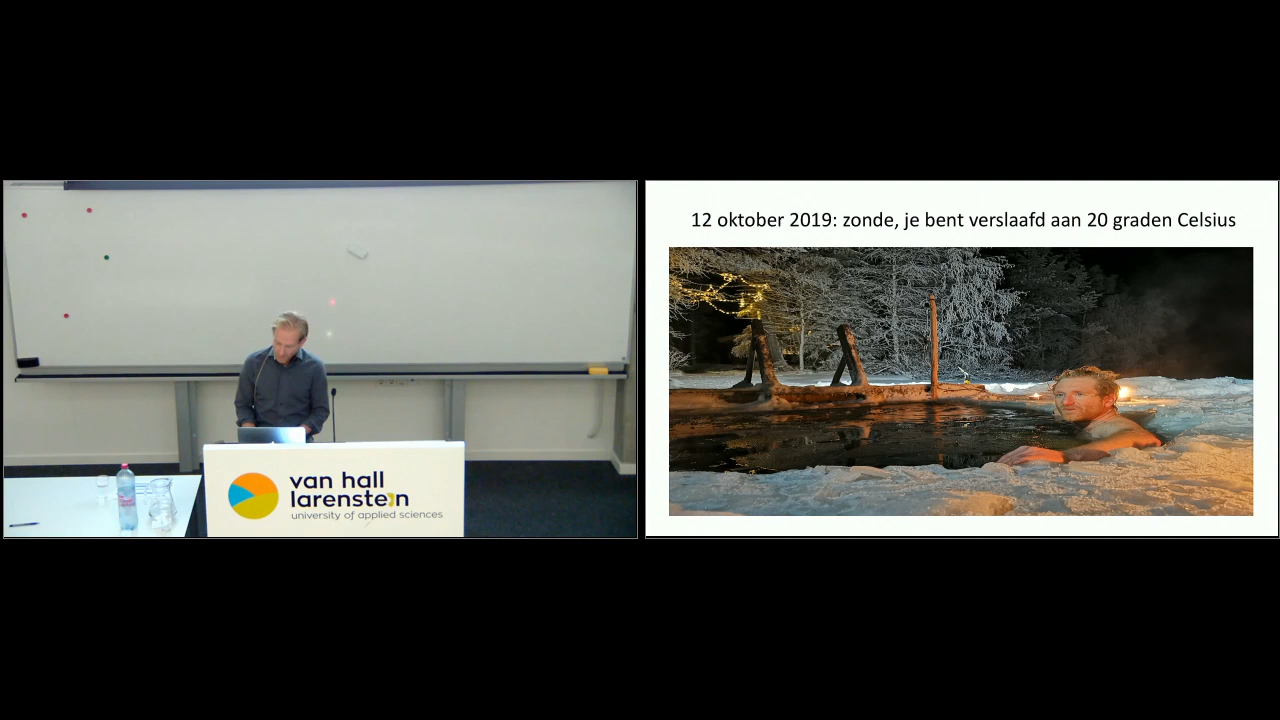 12 oktober 2019: zonde, je bent verslaafd aan 20 graden Celsius
van hall
larenstein
university of applied sciences